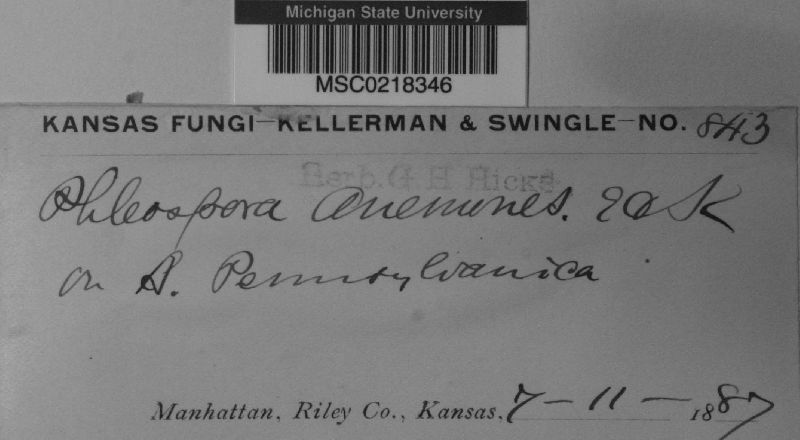 Michigan State University
MSC0218346
KANSAS FUNGI—KELLERMAN & SWINGLE—NO. 843
Herb. G H Hicks
Phleospora Anemones. E & K
on A. Pennsylvanica
Manhattan, Riley Co., Kansas, 7-11-1887